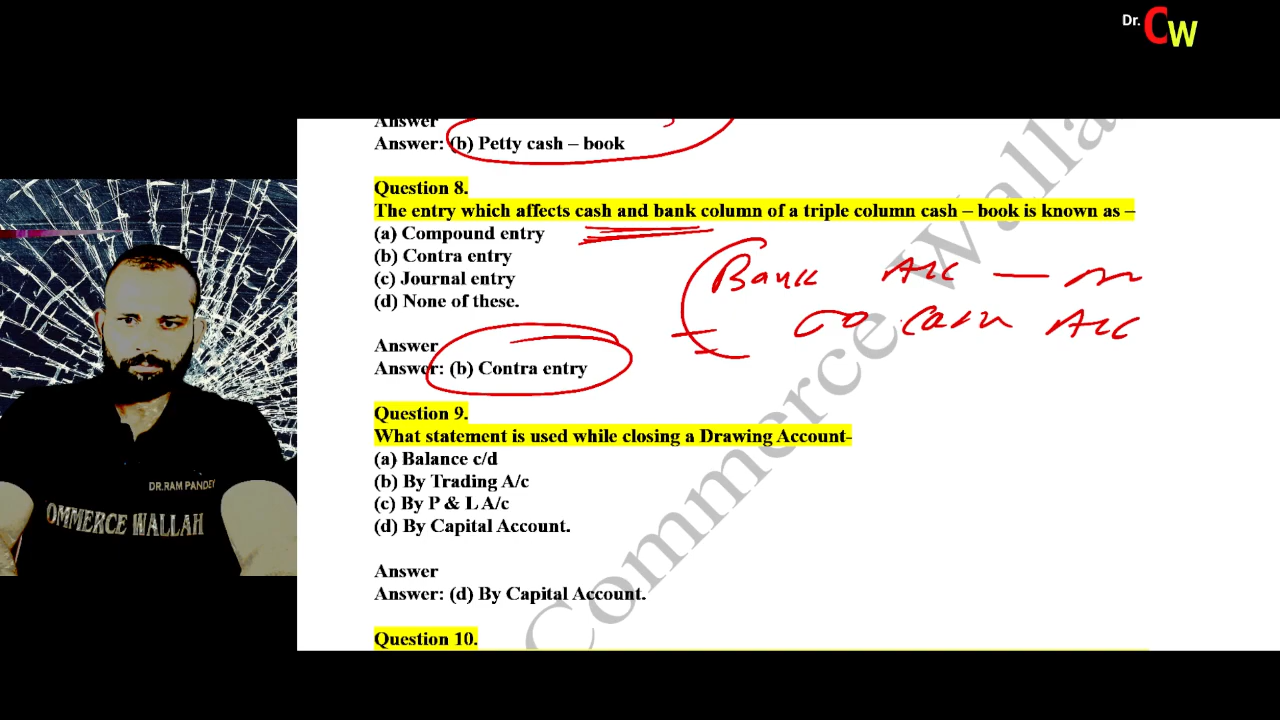 Dr. CW
Answer
Answer: (b) Petty cash – book
Question 8.
The entry which affects cash and bank column of a triple column cash – book is known as –
(a) Compound entry
(b) Contra entry
(c) Journal entry
(d) None of these.
Bank A/c —
To Cash A/c
Answer
Answer: (b) Contra entry
Question 9.
What statement is used while closing a Drawing Account-
(a) Balance c/d
(b) By Trading A/c
(c) By P & L A/c
(d) By Capital Account.
Answer
Answer: (d) By Capital Account.
Question 10.
Commerce Walla
DR.RAM PANDEY
OMMERCE WALLAH